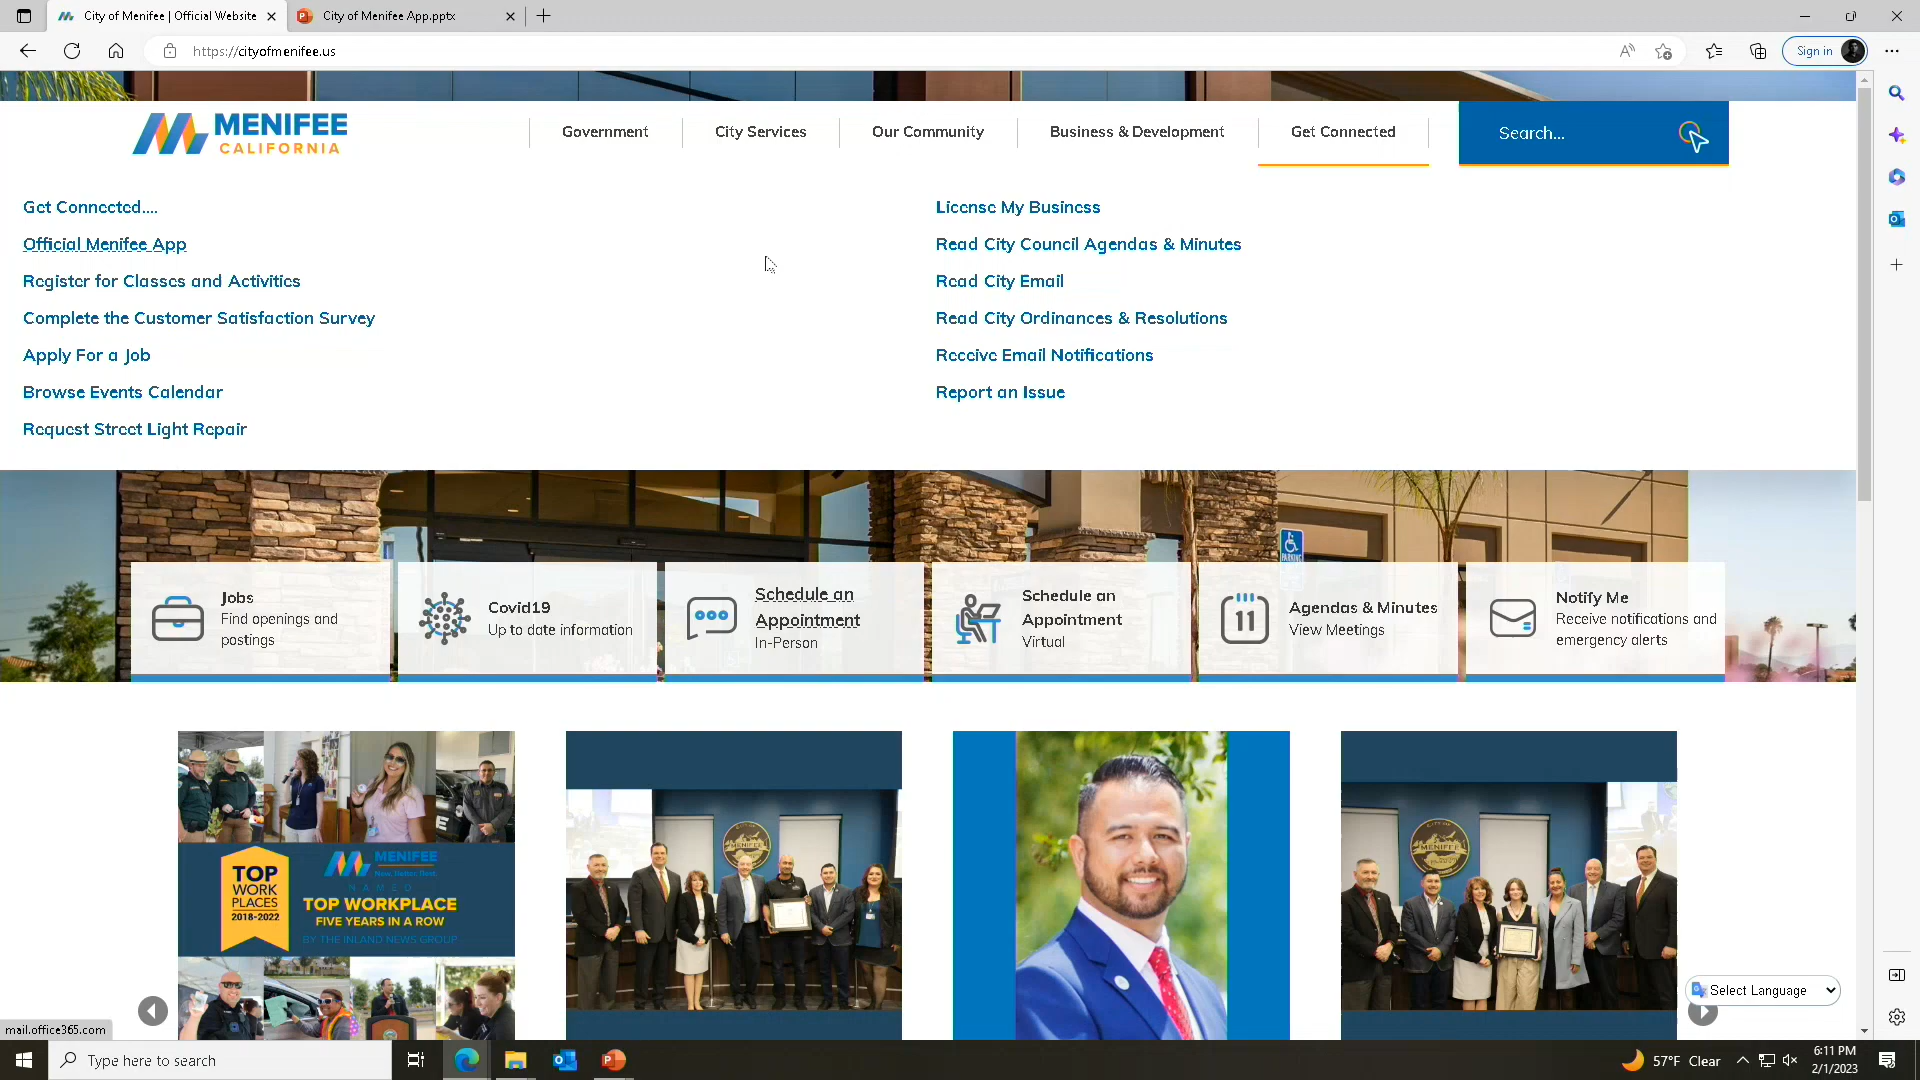 City of Menifee | Official Website
City of Menifee App.pptx
https://cityofmenifee.us
Sign in
MENIFEE
CALIFORNIA
Government
City Services
Our Community
Business & Development
Get Connected
Search...
Get Connected....
Official Menifee App
Register for Classes and Activities
Complete the Customer Satisfaction Survey
Apply For a Job
Browse Events Calendar
Request Street Light Repair
License My Business
Read City Council Agendas & Minutes
Read City Email
Read City Ordinances & Resolutions
Receive Email Notifications
Report an Issue
PARKING
Jobs
Find openings and
postings
Covid19
Up to date information
Schedule an
Appointment
In-Person
Schedule an
Appointment
Virtual
11
Agendas & Minutes
View Meetings
Notify Me
Receive notifications and
emergency alerts
MENIFEE
New. Better. Best.
NAMED
TOP
WORK
PLACES
2018-2022
TOP WORKPLACE
FIVE YEARS IN A ROW
BY THE INLAND NEWS GROUP
MENIFEE
MENIFEE
Select Language
mail.office365.com
Type here to search
57°F Clear
6:11 PM
2/1/2023